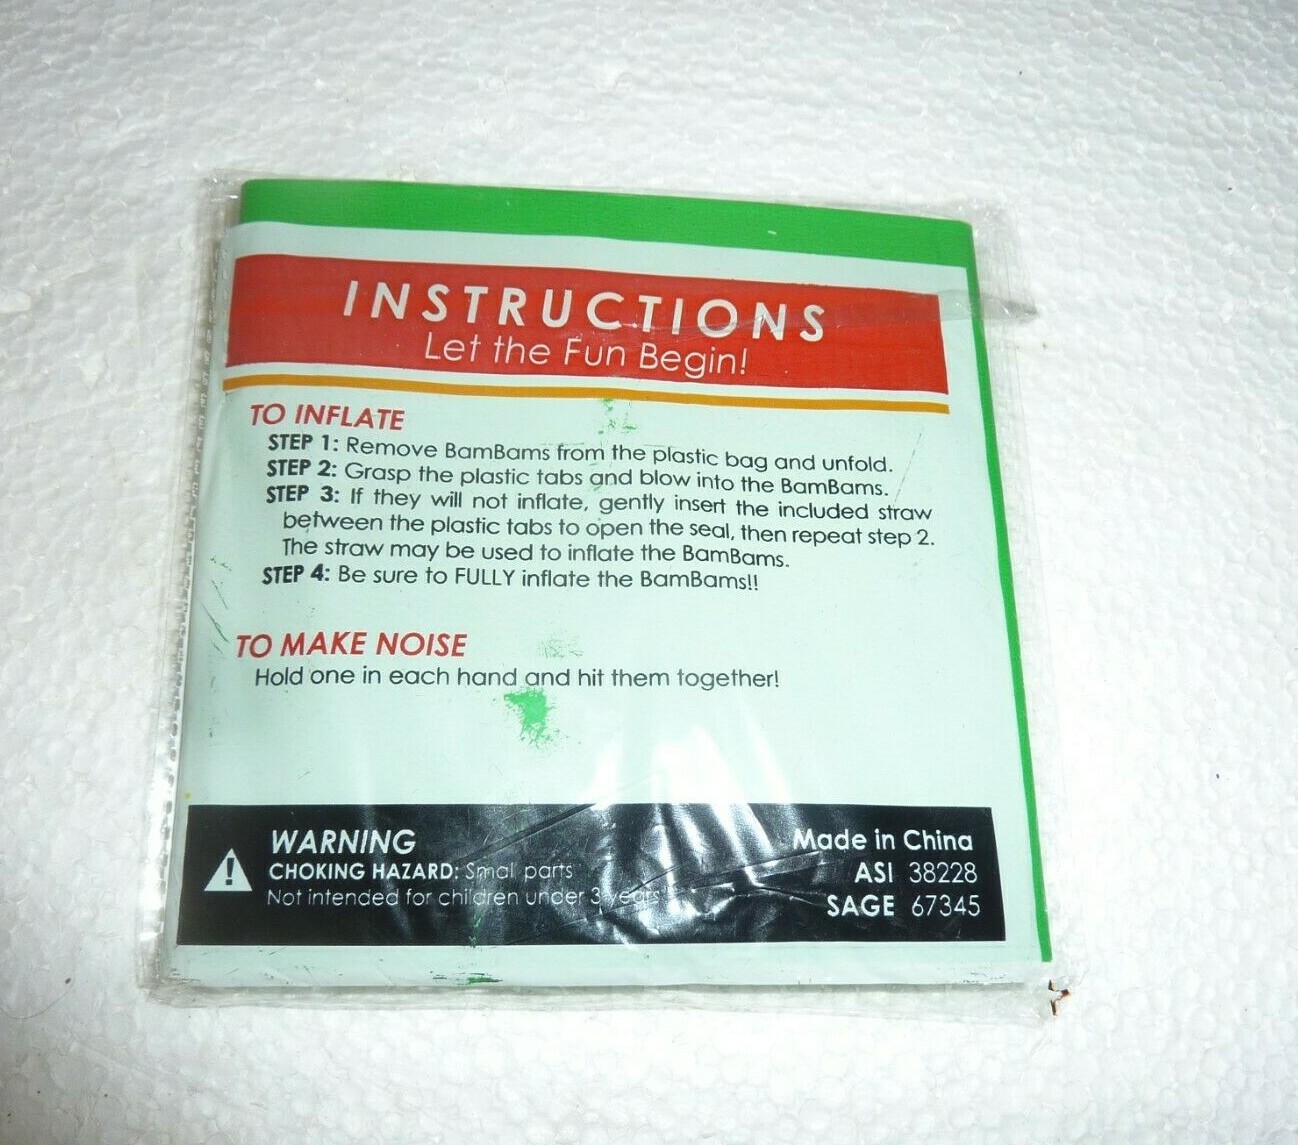 INSTRUCTIONS
Let the Fun Begin!
TO INFLATE
STEP 1: Remove BamBams from the plastic bag and unfold.
STEP 2: Grasp the plastic tabs and blow into the BamBams.
STEP 3: If they will not inflate, gently insert the included straw
between the plastic tabs to open the seal, then repeat step 2.
The straw may be used to inflate the BamBams.
STEP 4: Be sure to FULLY inflate the BamBams!!
TO MAKE NOISE
Hold one in each hand and hit them together!
WARNING
CHOKING HAZARD: Small parts
Not intended for children under 3 years
Made in China
ASI 38228
SAGE 67345